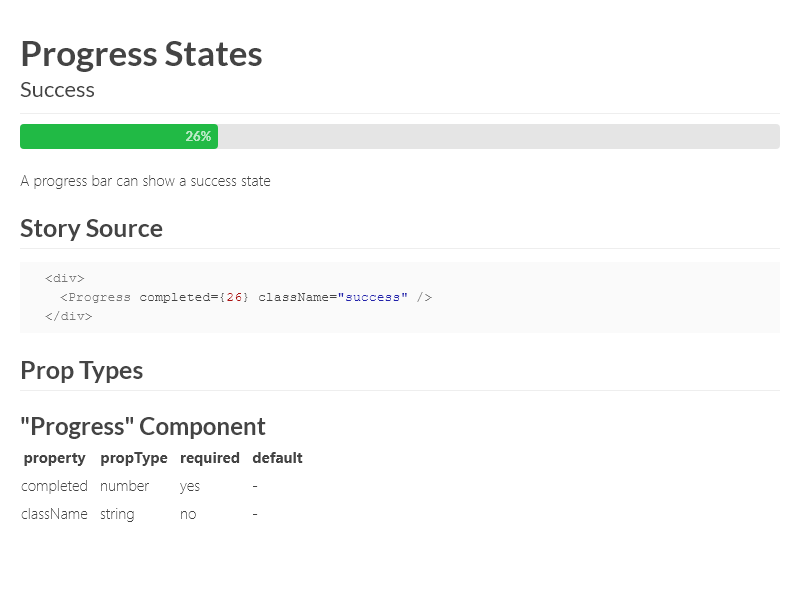 Progress States
Success
26%
A progress bar can show a success state
Story Source
<div>
<Progress completed={26} className="success" />
</div>
Prop Types
"Progress" Component
property propType required default
completed number yes -
className string no -